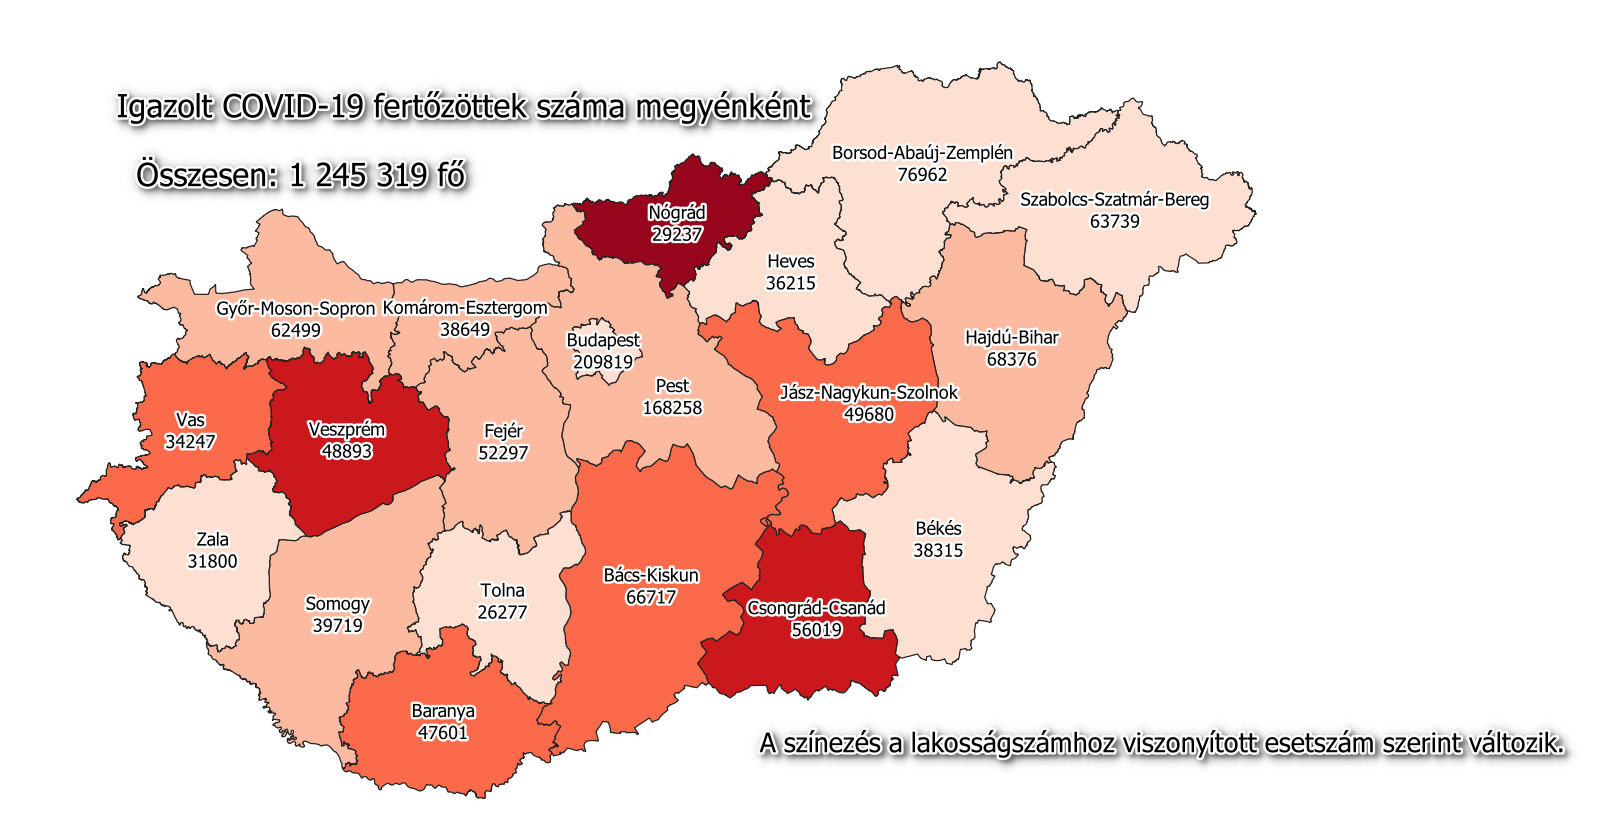 Igazolt COVID-19 fertőzöttek száma megyénként
Összesen: 1 245 319 fő
Borsod-Abaúj-Zemplén
76962
Szabolcs-Szatmár-Bereg
63739
Nógrád
29237
Heves
36215
Győr-Moson-Sopron
62499
Komárom-Esztergom
38649
Budapest
209819
Hajdú-Bihar
68376
Pest
168258
Jász-Nagykun-Szolnok
49680
Vas
34247
Veszprém
48893
Fejér
52297
Zala
31800
Békés
38315
Bács-Kiskun
66717
Tolna
26277
Somogy
39719
Csongrád-Csanád
56019
Baranya
47601
A színezés a lakosságszámhoz viszonyított esetszám szerint változik.